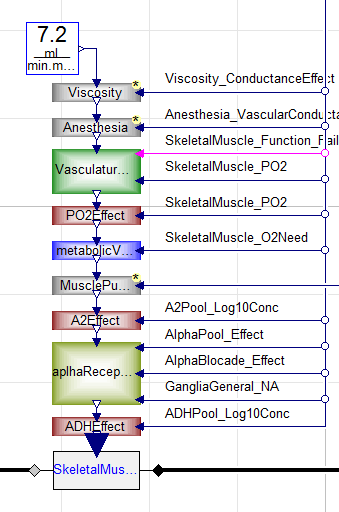 7.2
ml
min.m...
Viscosity_ConductanceEffect
Viscosity
Anesthesia_VascularConducta
Anesthesia
SkeletalMuscle_Function_Fail
SkeletalMuscle_PO2
Vasculatur...
SkeletalMuscle_PO2
PO2Effect
SkeletalMuscle_O2Need
metabolicV...
MusclePu...
A2Pool_Log10Conc
A2Effect
AlphaPool_Effect
AlphaBlocade_Effect
aplhaRecep...
GangliaGeneral_NA
ADHPool_Log10Conc
ADHEffect
SkeletalMus...